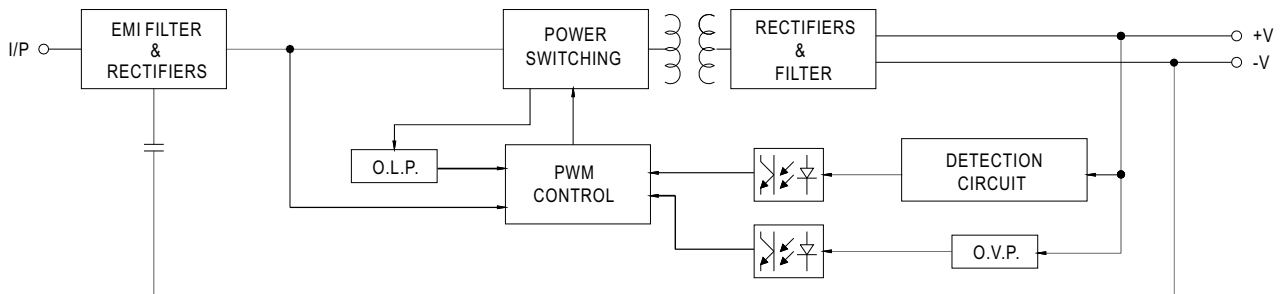 I/P
EMI FILTER
&
RECTIFIERS
POWER
SWITCHING
RECTIFIERS
&
FILTER
+V
-V
O.L.P.
PWM
CONTROL
DETECTION
CIRCUIT
O.V.P.